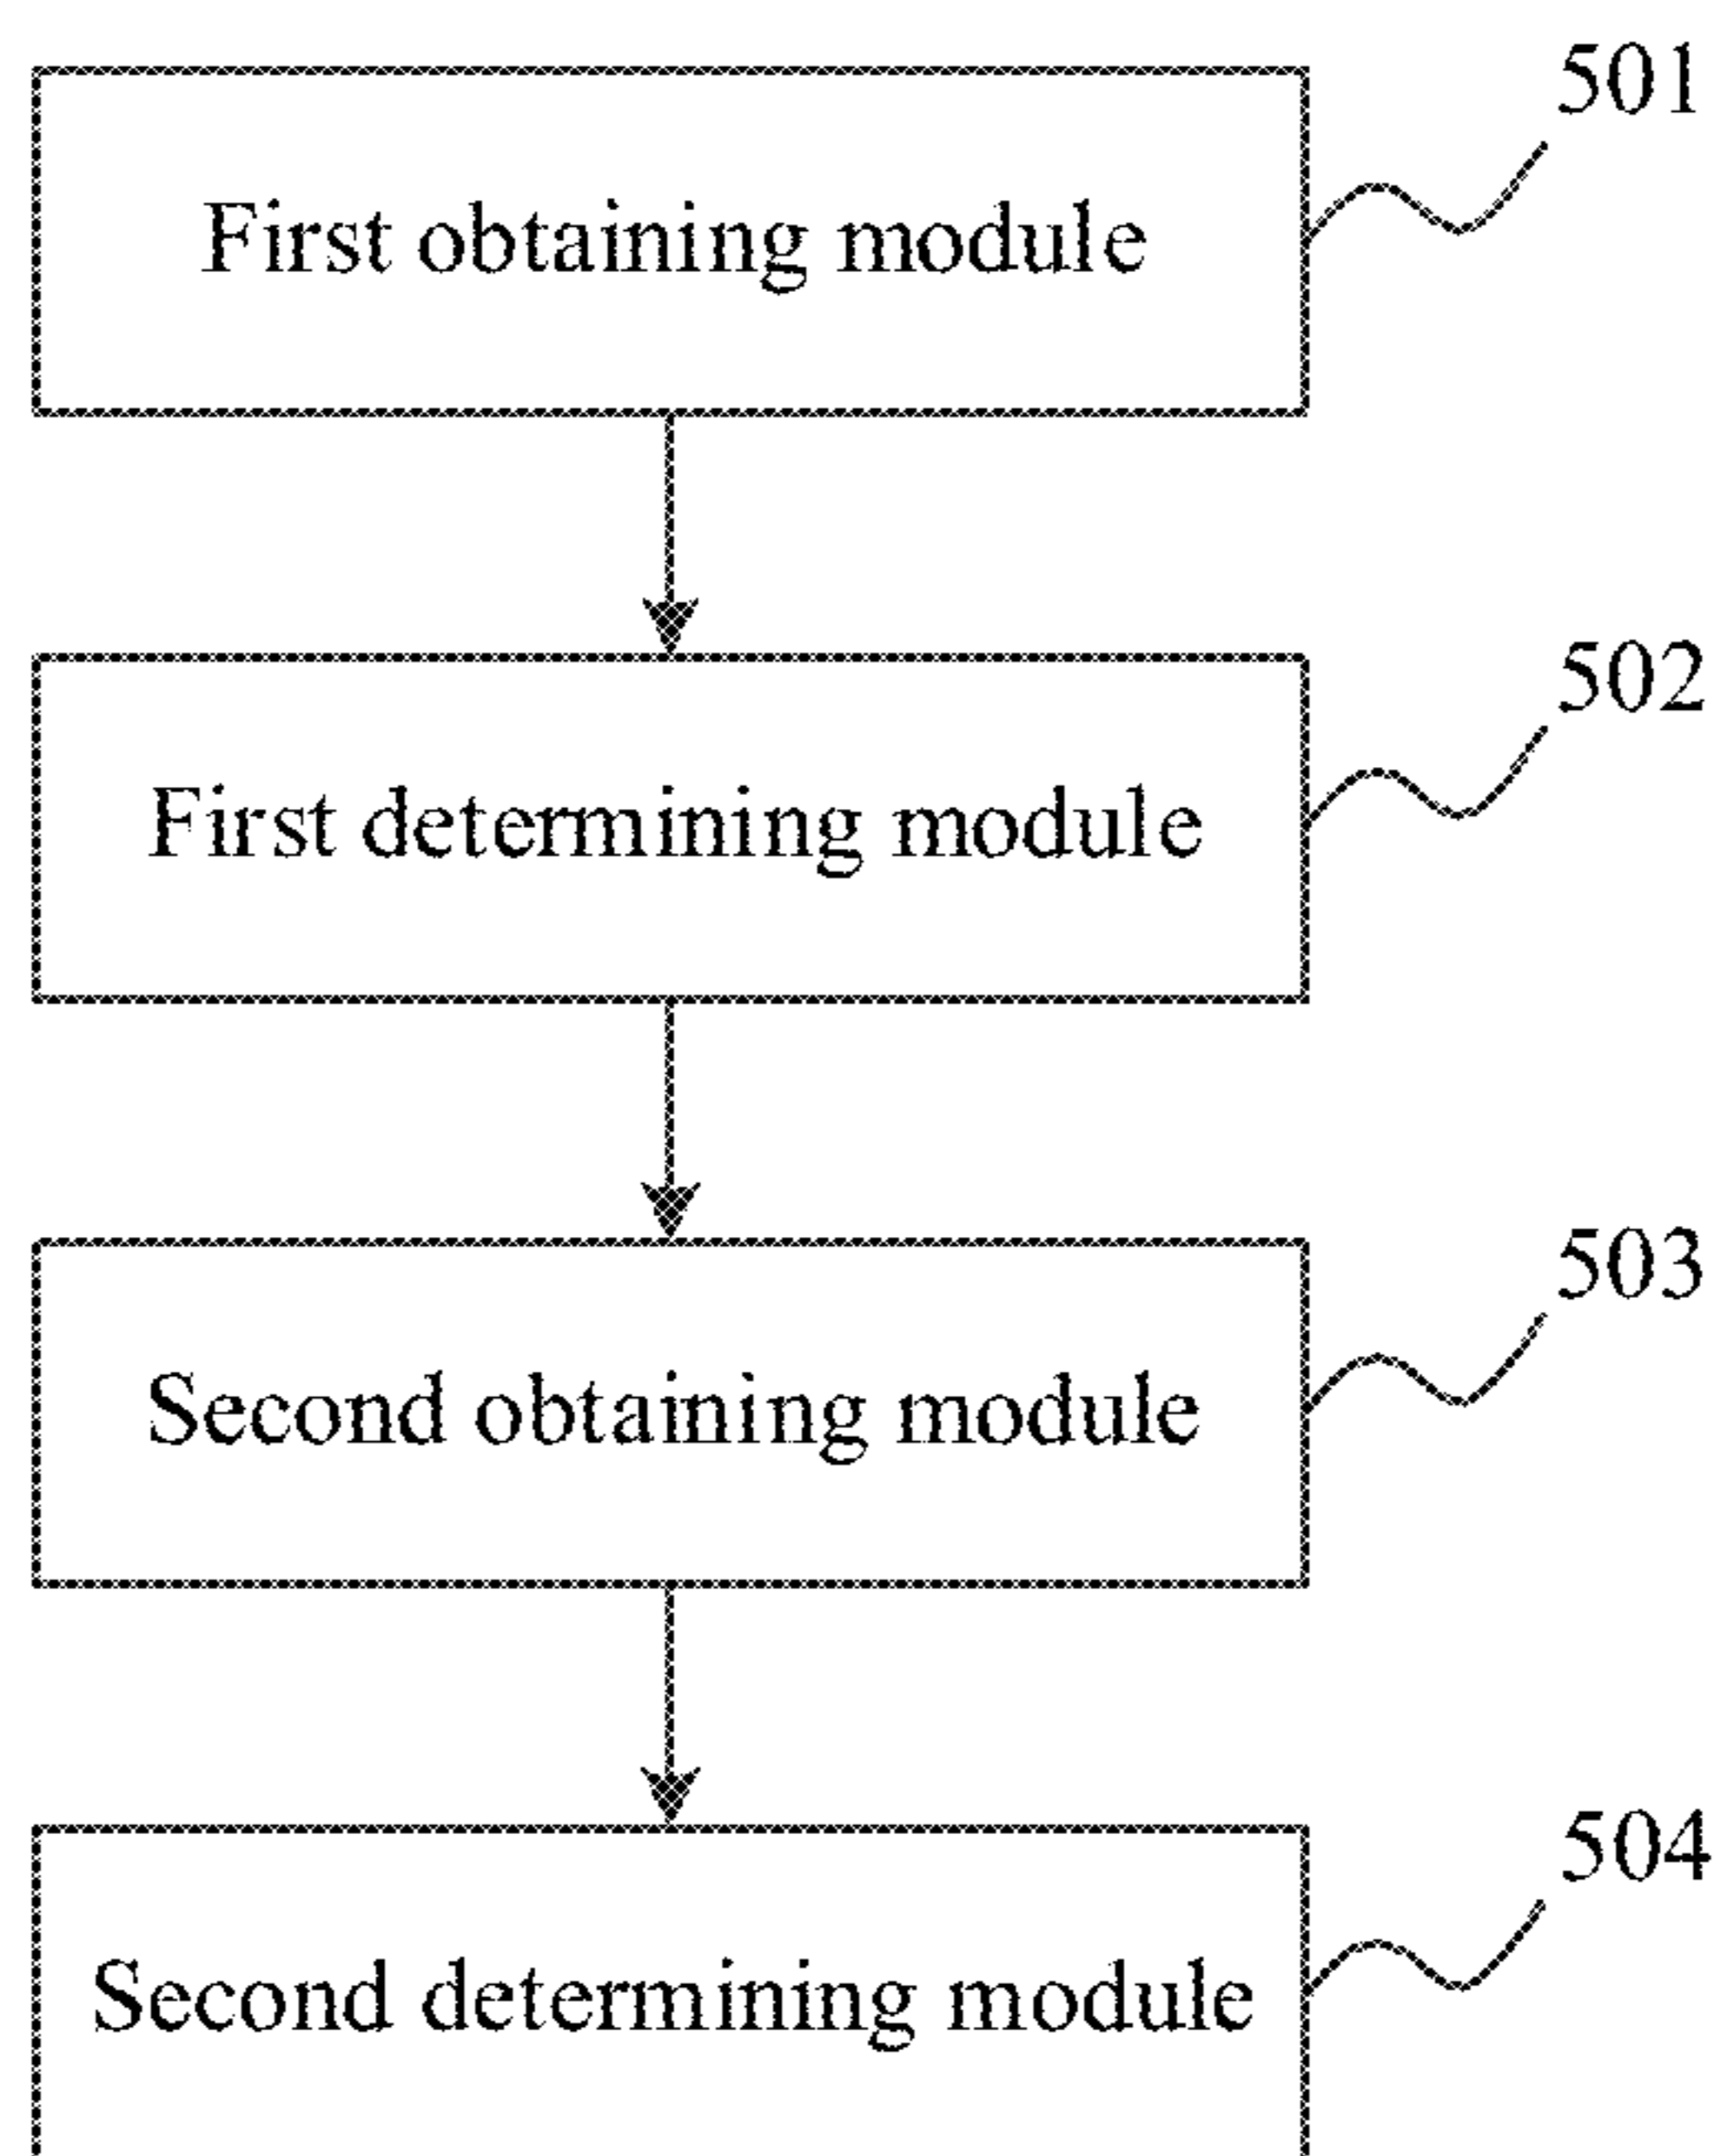 501
First obtaining module
502
First determining module
503
Second obtaining module
504
Second determining module